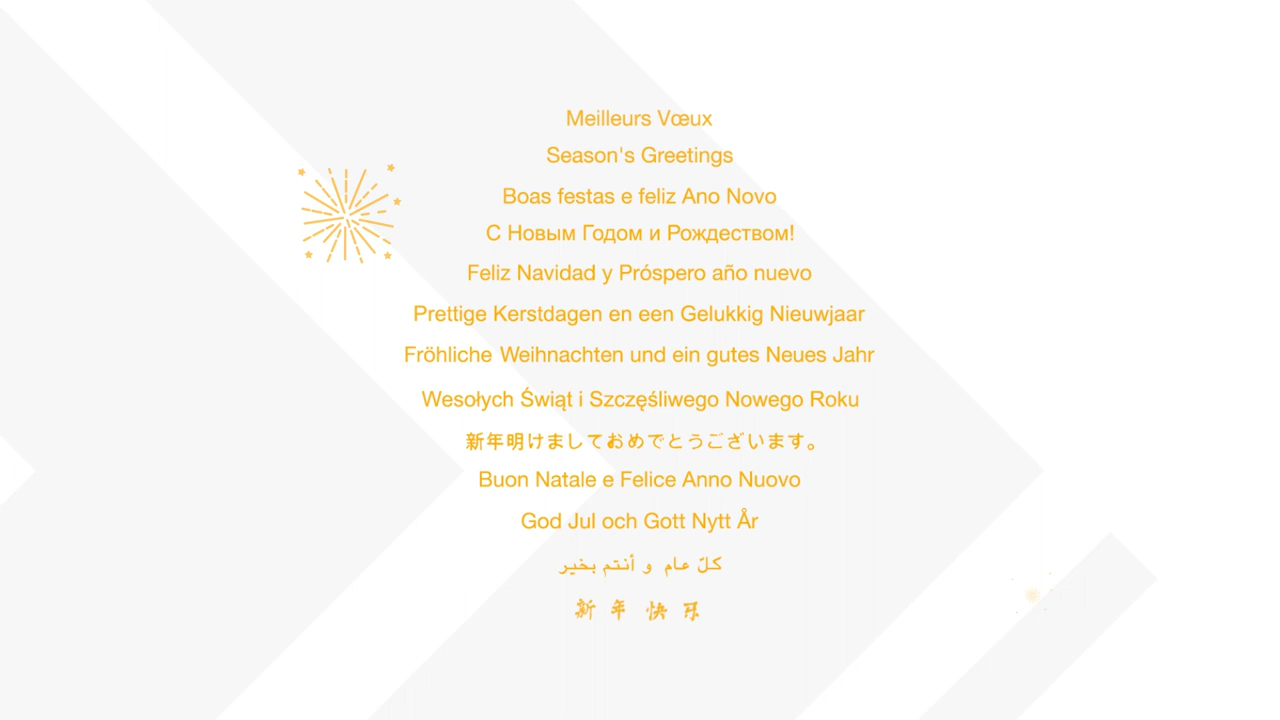 Meilleurs Vœux
Season's Greetings
Boas festas e feliz Ano Novo
С Новым Годом и Рождеством!
Feliz Navidad y Próspero año nuevo
Prettige Kerstdagen en een Gelukkig Nieuwjaar
Fröhliche Weihnachten und ein gutes Neues Jahr
Wesołych Świąt i Szczęśliwego Nowego Roku
新年明けましておめでとうございます。
Buon Natale e Felice Anno Nuovo
God Jul och Gott Nytt År
كلّ عام و أنتم بخير
新年快乐